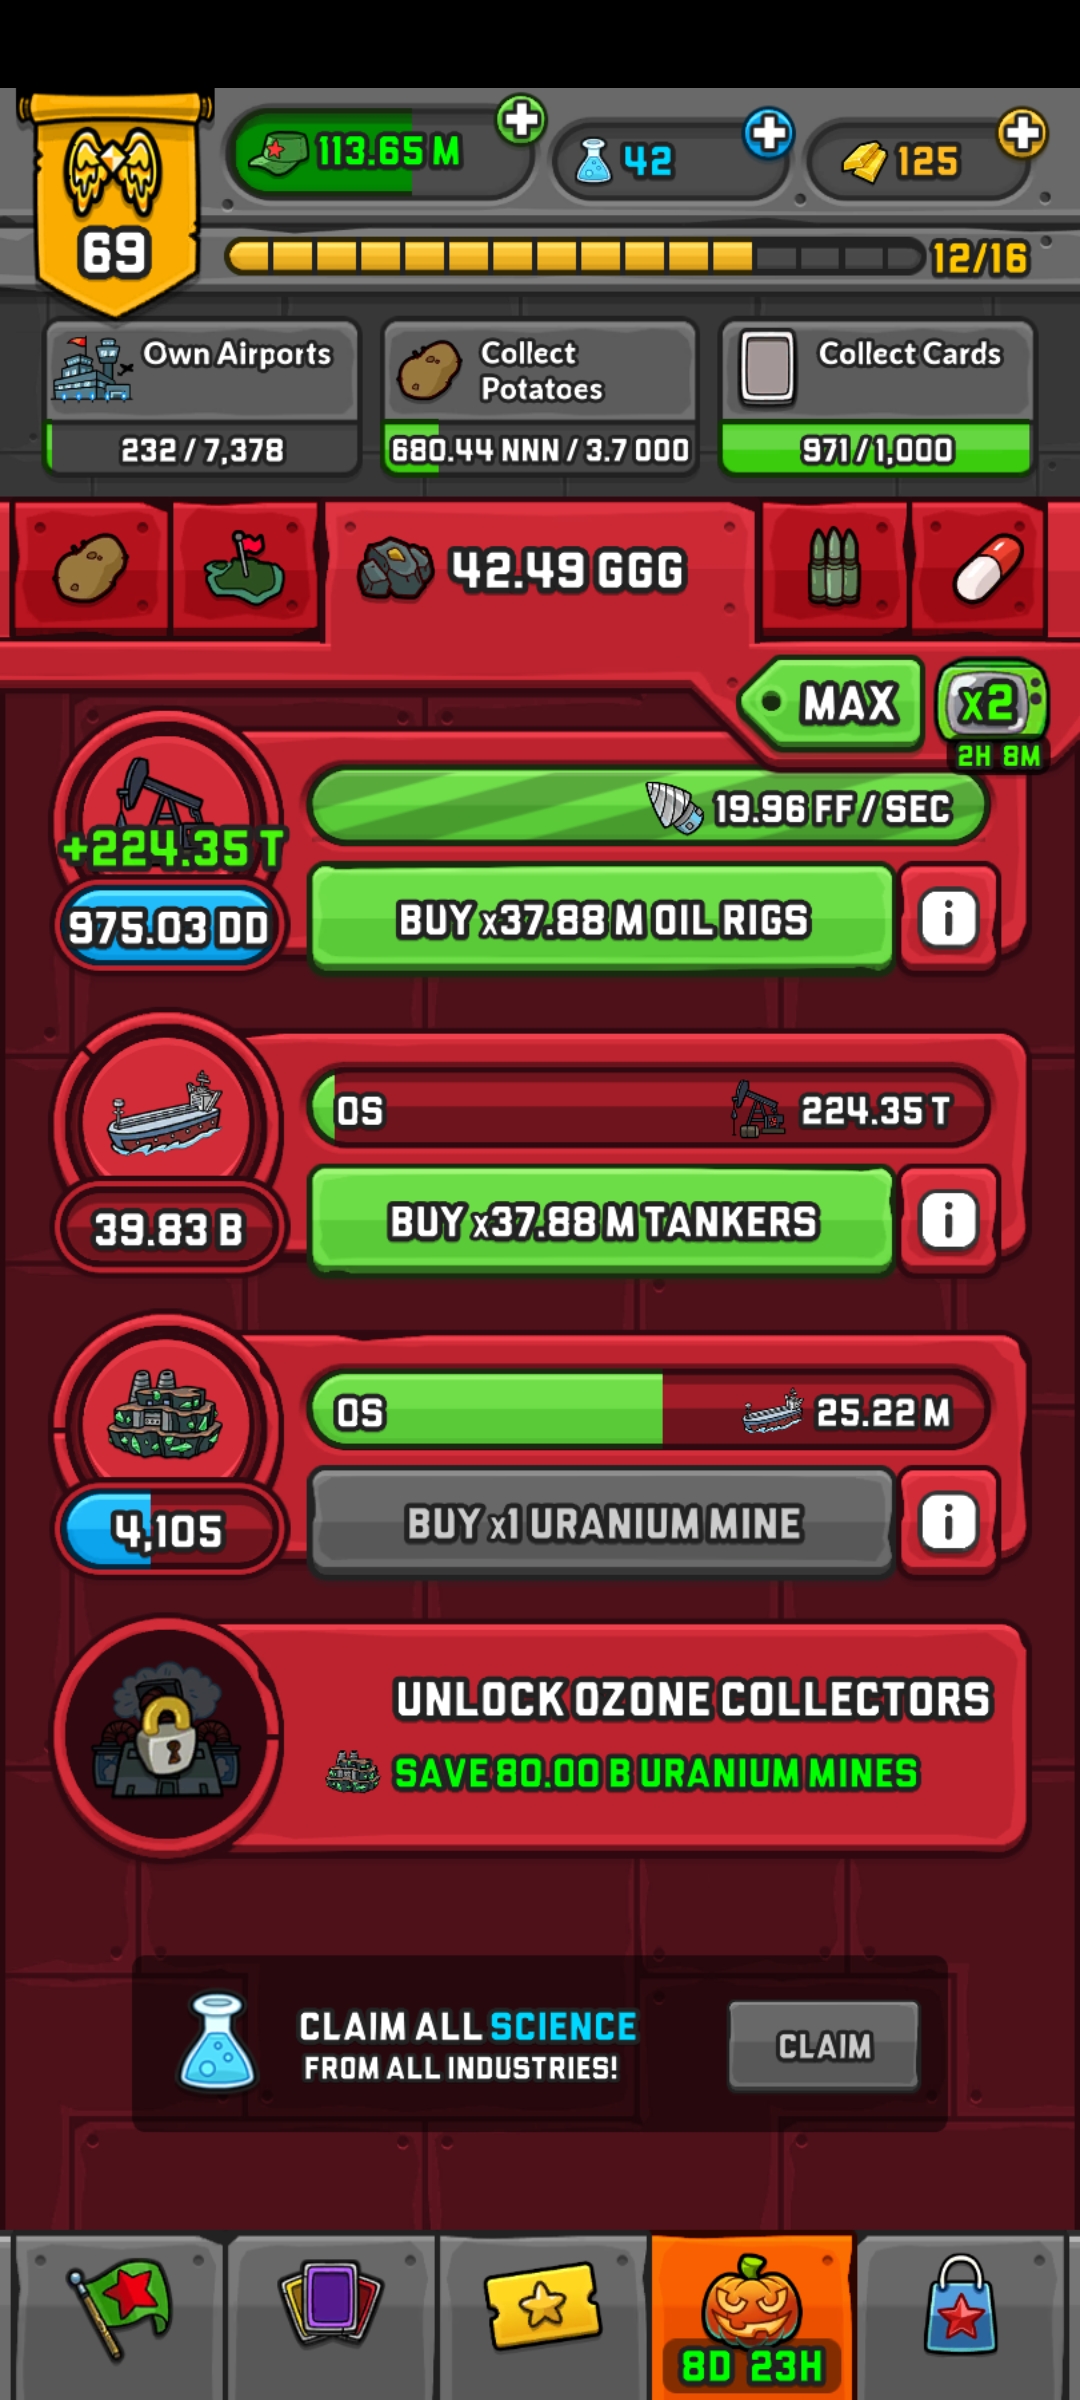 113.65 M
42
125
69
12/16
Own Airports
232 / 7,378
Collect
Potatoes
680.44 NNN / 3.7 OOO
Collect Cards
971 / 1,000
42.49 GGG
MAX
x2
2H 8M
19.96 FF / SEC
+224.35 T
975.03 DD
BUY x37.88 M OIL RIGS
i
0S
224.35 T
39.83 B
BUY x37.88 M TANKERS
i
0S
25.22 M
4,105
BUY x1 URANIUM MINE
i
UNLOCK OZONE COLLECTORS
SAVE 80.00 B URANIUM MINES
CLAIM ALL SCIENCE
FROM ALL INDUSTRIES!
CLAIM
8D 23H